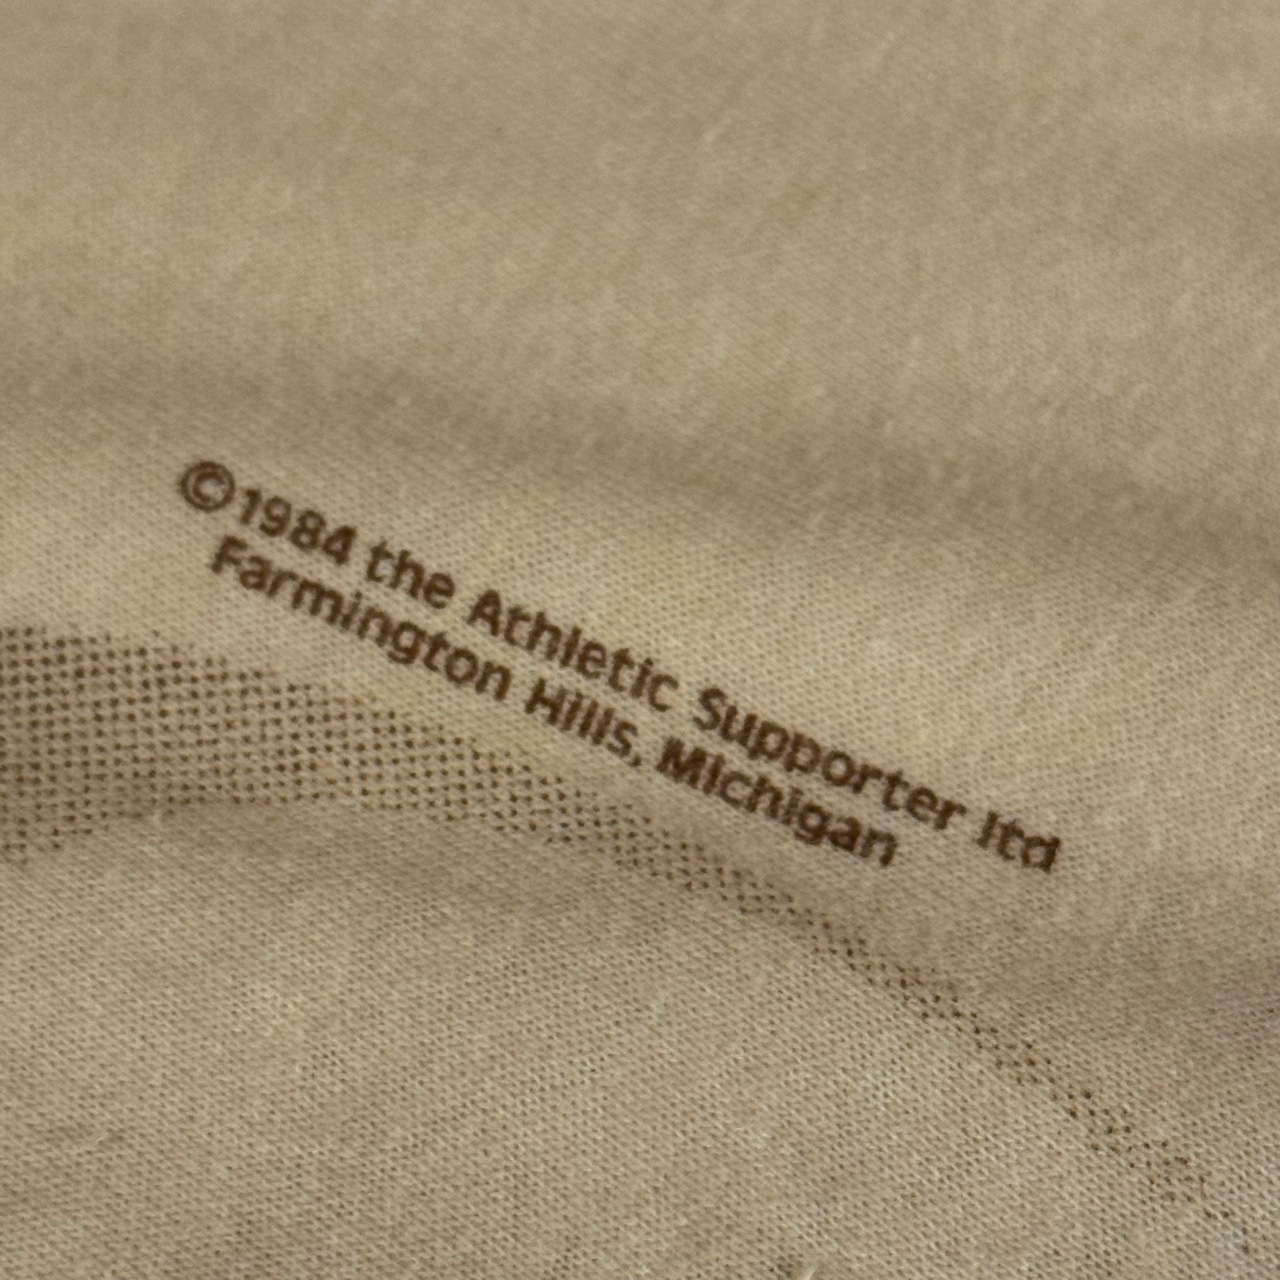 ©1984 the Athletic Supporter ltd
Farmington Hills, Michigan